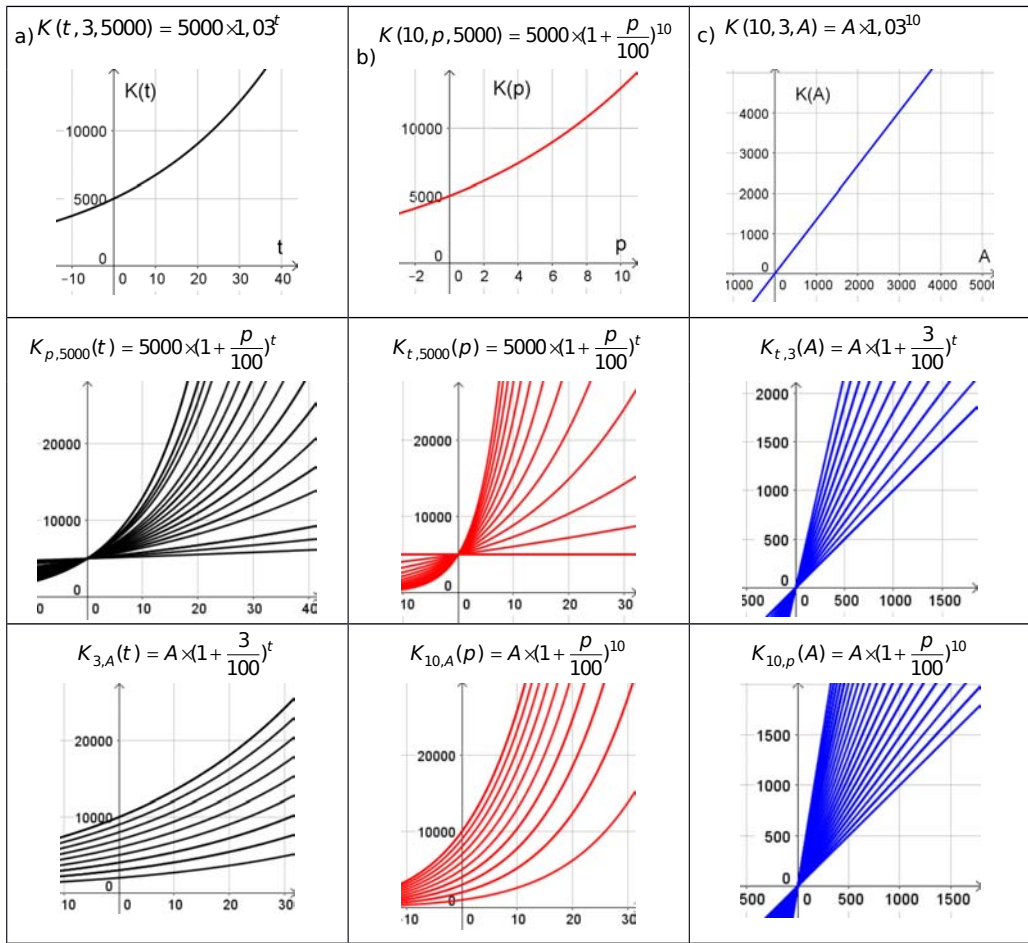 a) K(t,3,5000) = 5000×1,03^t
K(t)
10000
5000
0
−10 0 10 20 30 40
t
b) K(10,p,5000) = 5000×(1+p/100)^10
K(p)
10000
5000
0
−2 0 2 4 6 8 10
p
c) K(10,3,A) = A×1,03^10
K(A)
4000
3000
2000
1000
0
1000 0 1000 2000 3000 4000 5000
A
K_{p,5000}(t) = 5000×(1+p/100)^t
20000
10000
0
0 0 10 20 30 40
K_{t,5000}(p) = 5000×(1+p/100)^t
20000
10000
0
10 0 10 20 30
K_{t,3}(A) = A×(1+3/100)^t
2000
1500
1000
500
0
500 0 500 1000 1500
K_{3,A}(t) = A×(1+3/100)^t
20000
10000
0
10 0 10 20 30
K_{10,A}(p) = A×(1+p/100)^10
20000
10000
0
−10 0 10 20 30
K_{10,p}(A) = A×(1+p/100)^10
1500
1000
500
0
500 0 500 1000 1500